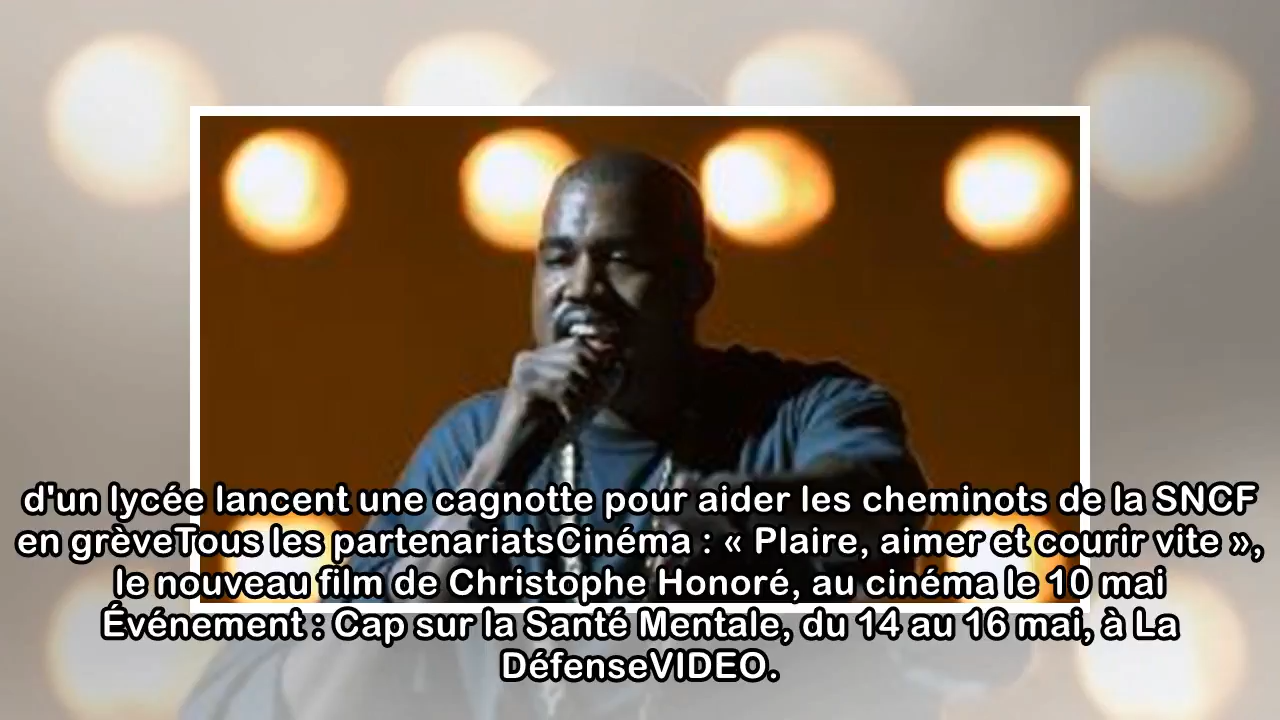 d'un lycée lancent une cagnotte pour aider les cheminots de la SNCF
en grèveTous les partenariatsCinéma : « Plaire, aimer et courir vite »,
le nouveau film de Christophe Honoré, au cinéma le 10 mai
Événement : Cap sur la Santé Mentale, du 14 au 16 mai, à La
DéfenseVIDEO.